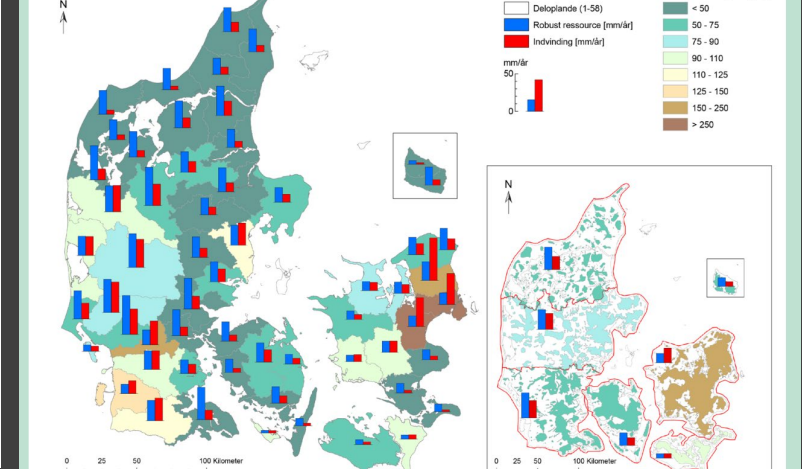 N
Deloplande (1-58)
Robust ressource [mm/år]
Indvinding [mm/år]
mm/år
50
0
< 50
50 - 75
75 - 90
90 - 110
110 - 125
125 - 150
150 - 250
> 250
N
0 25 50 100 Kilometer
0 25 50 100 Kilometer